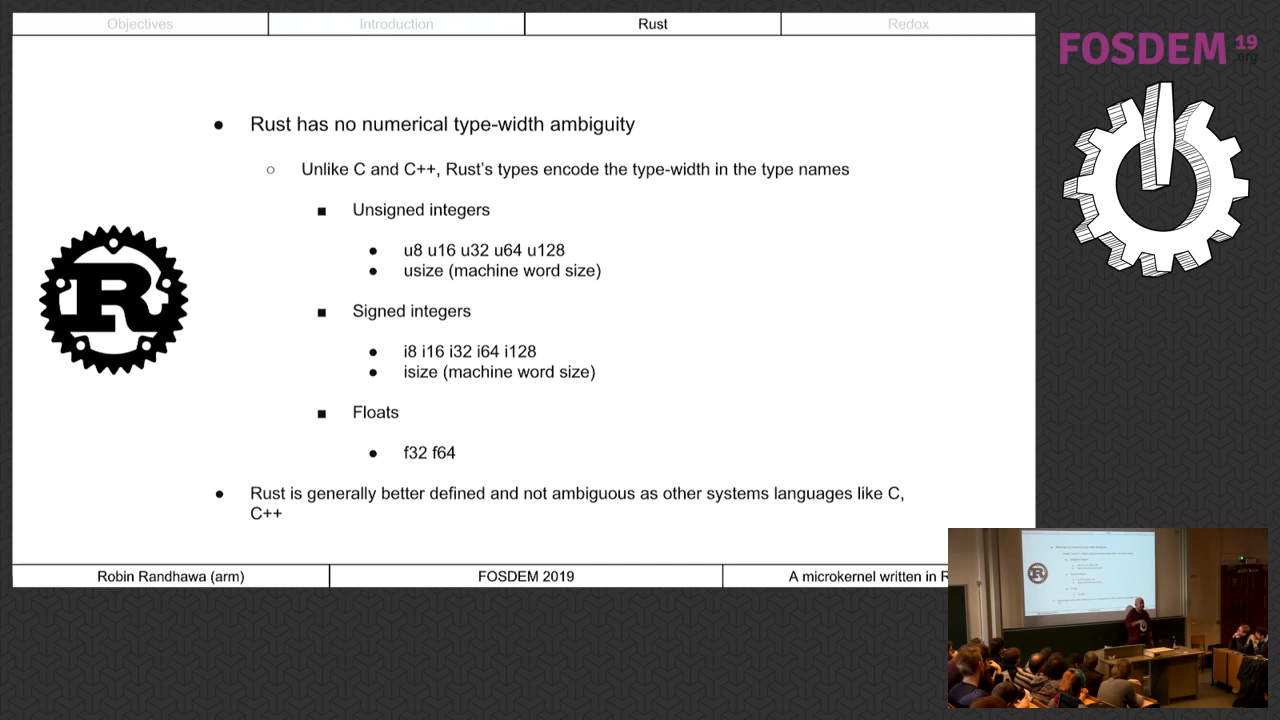 Objectives
Introduction
Rust
Redox
FOSDEM 19
.org
● Rust has no numerical type-width ambiguity
○ Unlike C and C++, Rust's types encode the type-width in the type names
■ Unsigned integers
● u8 u16 u32 u64 u128
● usize (machine word size)
■ Signed integers
● i8 i16 i32 i64 i128
● isize (machine word size)
■ Floats
● f32 f64
● Rust is generally better defined and not ambiguous as other systems languages like C,
C++
R
Robin Randhawa (arm)
FOSDEM 2019
A microkernel written in R